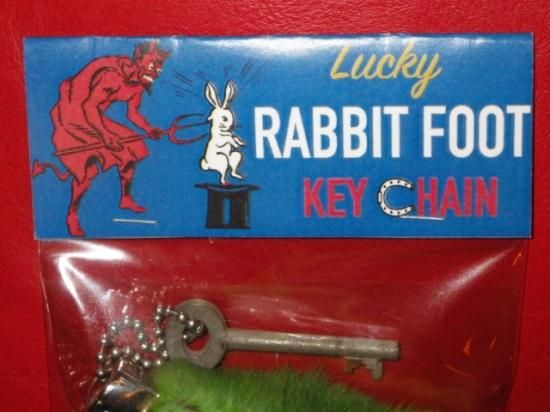 Lucky
RABBIT FOOT
KEY CHAIN